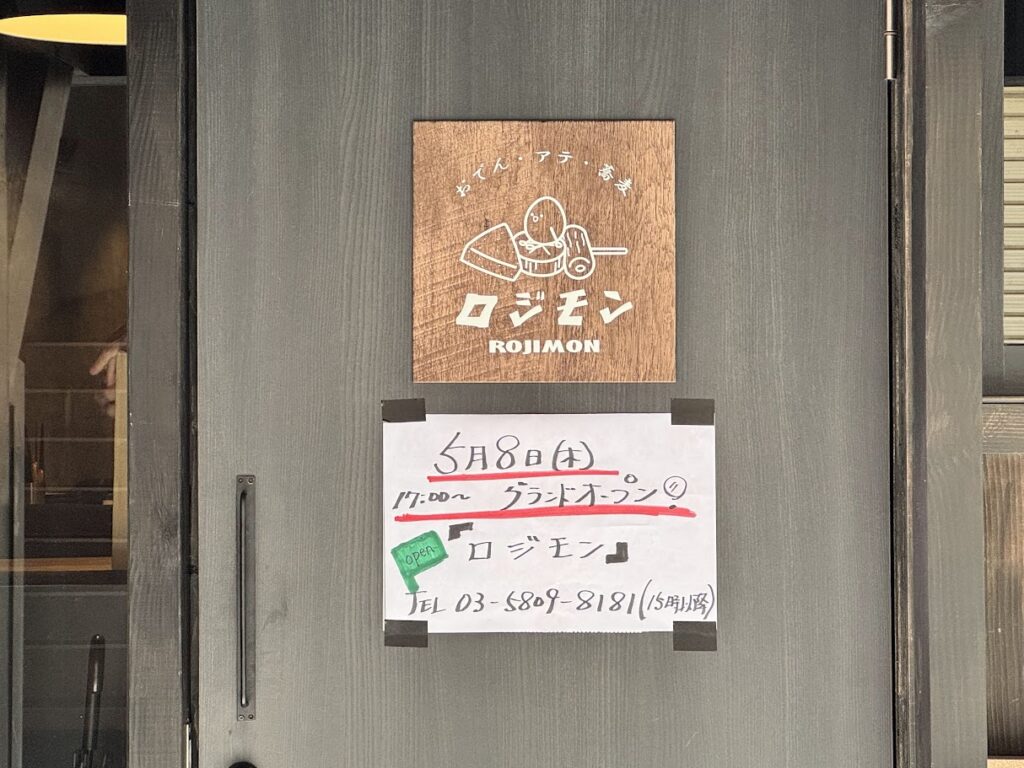 おでん・アテ・蕎麦
ロジモン
ROJIMON
5月8日(木)
17:00〜 グランドオープン!!
open
『ロジモン』
TEL 03-5809-8181(15時以降)